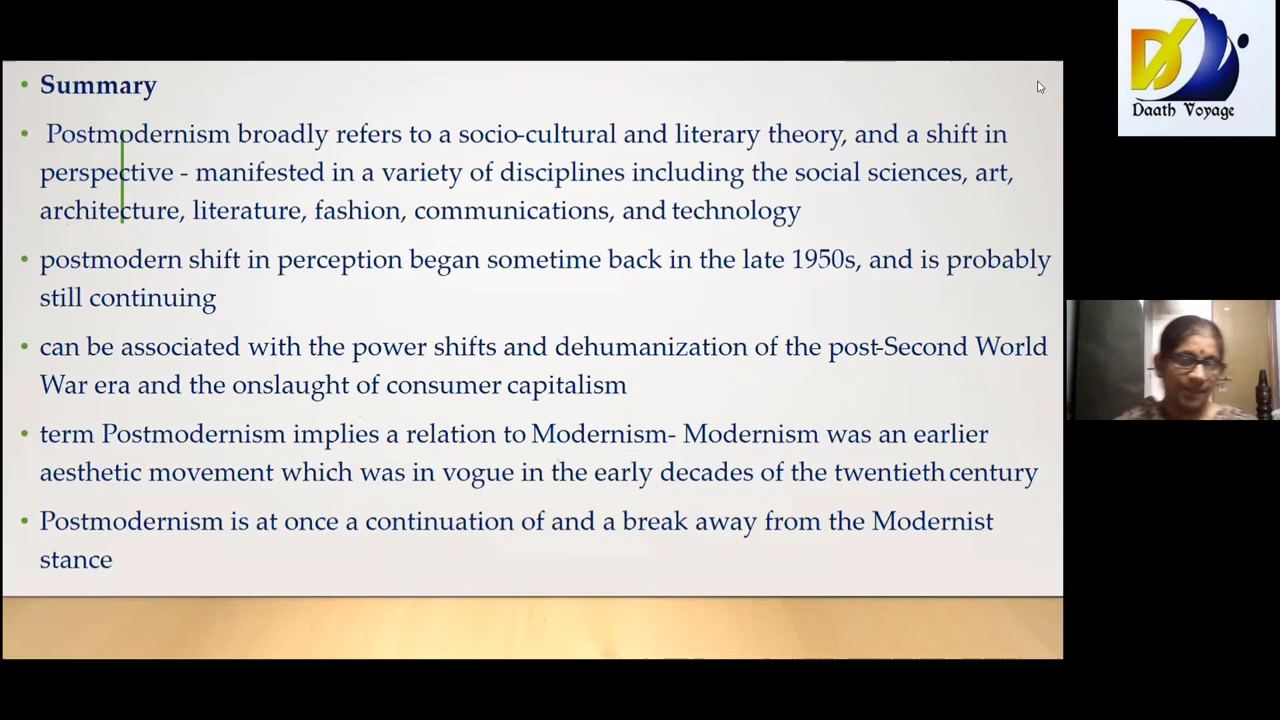 Summary
Postmodernism broadly refers to a socio-cultural and literary theory, and a shift in
perspective - manifested in a variety of disciplines including the social sciences, art,
architecture, literature, fashion, communications, and technology
postmodern shift in perception began sometime back in the late 1950s, and is probably
still continuing
can be associated with the power shifts and dehumanization of the post-Second World
War era and the onslaught of consumer capitalism
term Postmodernism implies a relation to Modernism- Modernism was an earlier
aesthetic movement which was in vogue in the early decades of the twentieth century
Postmodernism is at once a continuation of and a break away from the Modernist
stance
Daath Voyage